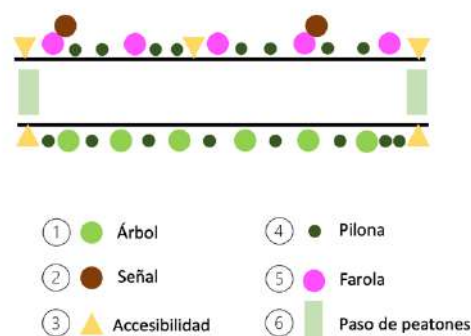 1 Árbol
4 Pilona
2 Señal
5 Farola
3 Accesibilidad
6 Paso de peatones